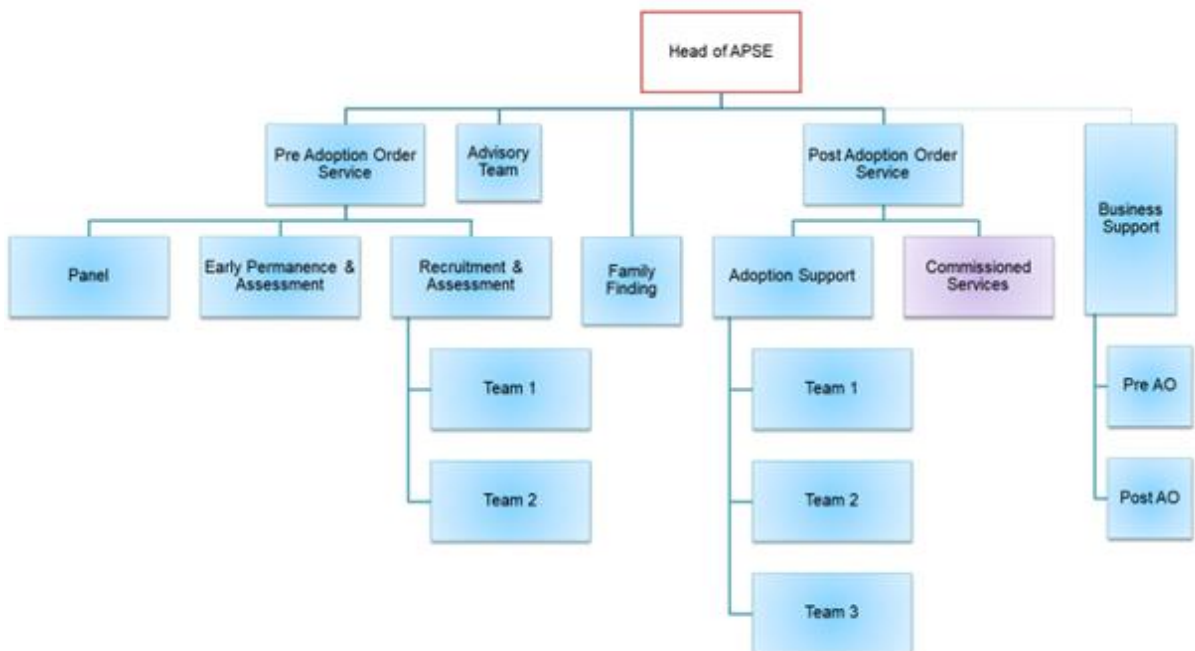 Head of APSE
Pre Adoption Order
Service
Advisory
Team
Post Adoption Order
Service
Business
Support
Panel
Early Permanence &
Assessment
Recruitment &
Assessment
Family
Finding
Adoption Support
Commissioned
Services
Team 1
Team 1
Pre AO
Team 2
Team 2
Post AO
Team 3